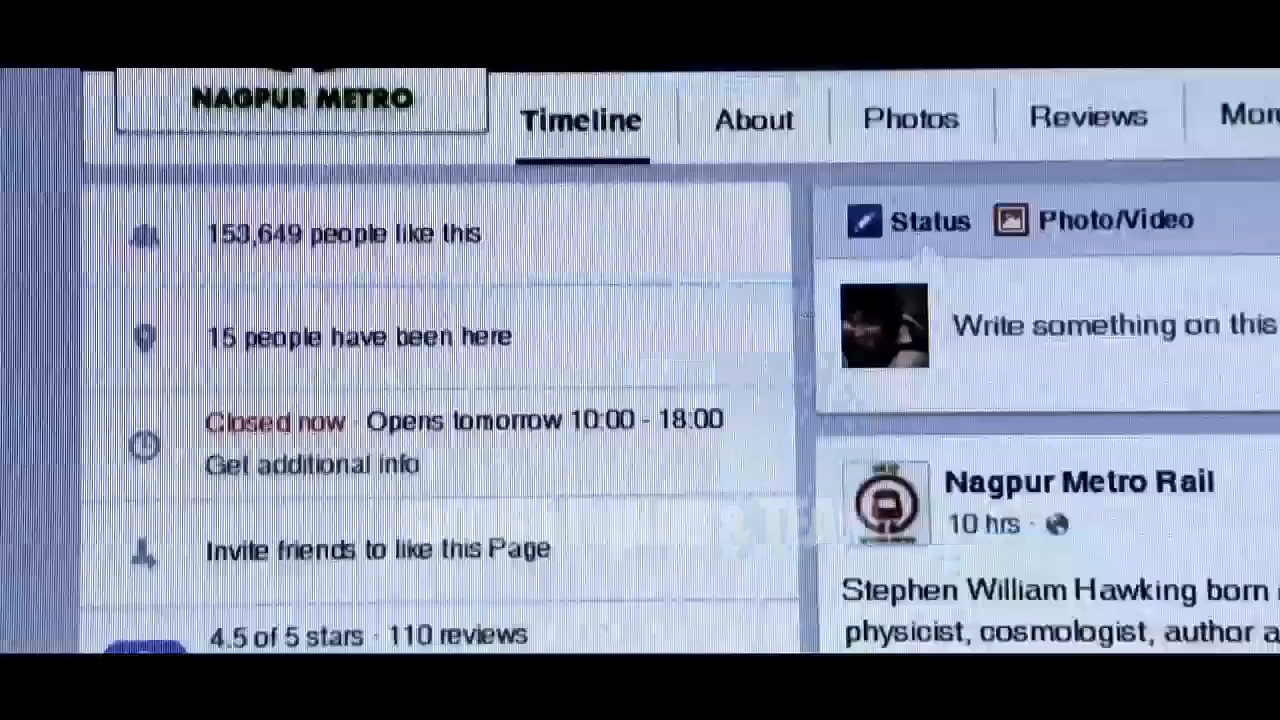 NAGPUR METRO
Timeline
About
Photos
Reviews
153,649 people like this
15 people have been here
Closed now · Opens tomorrow 10:00 - 18:00
Get additional info
Invite friends to like this Page
4.5 of 5 stars · 110 reviews
Status
Photo/Video
Write something on this
Nagpur Metro Rail
10 hrs ·
Stephen William Hawking born
physicist, cosmologist, author
& TEAM